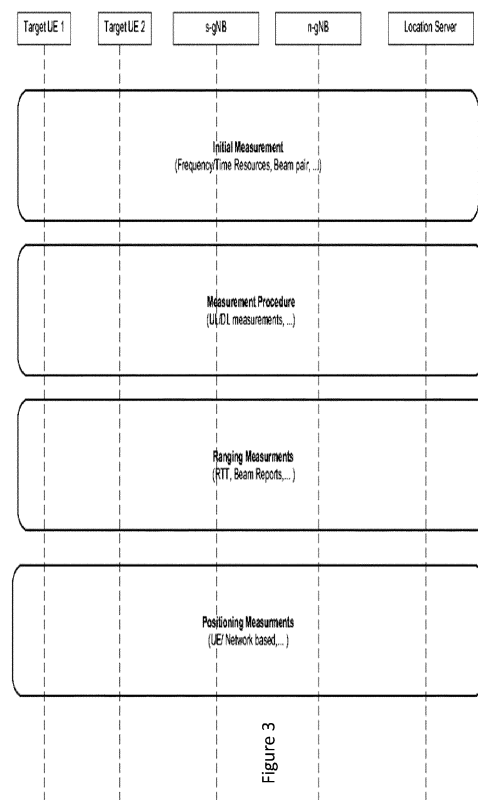 Target UE 1 Target UE 2 s-gNB n-gNB Location Server
Initial Measurement
(Frequency/Time Resources, Beam pair, ...)
Measurement Procedure
(UL/DL measurements, ...)
Ranging Measurments
(RTT, Beam Reports,... )
Positioning Measurments
(UE/ Network based,... )
Figure 3